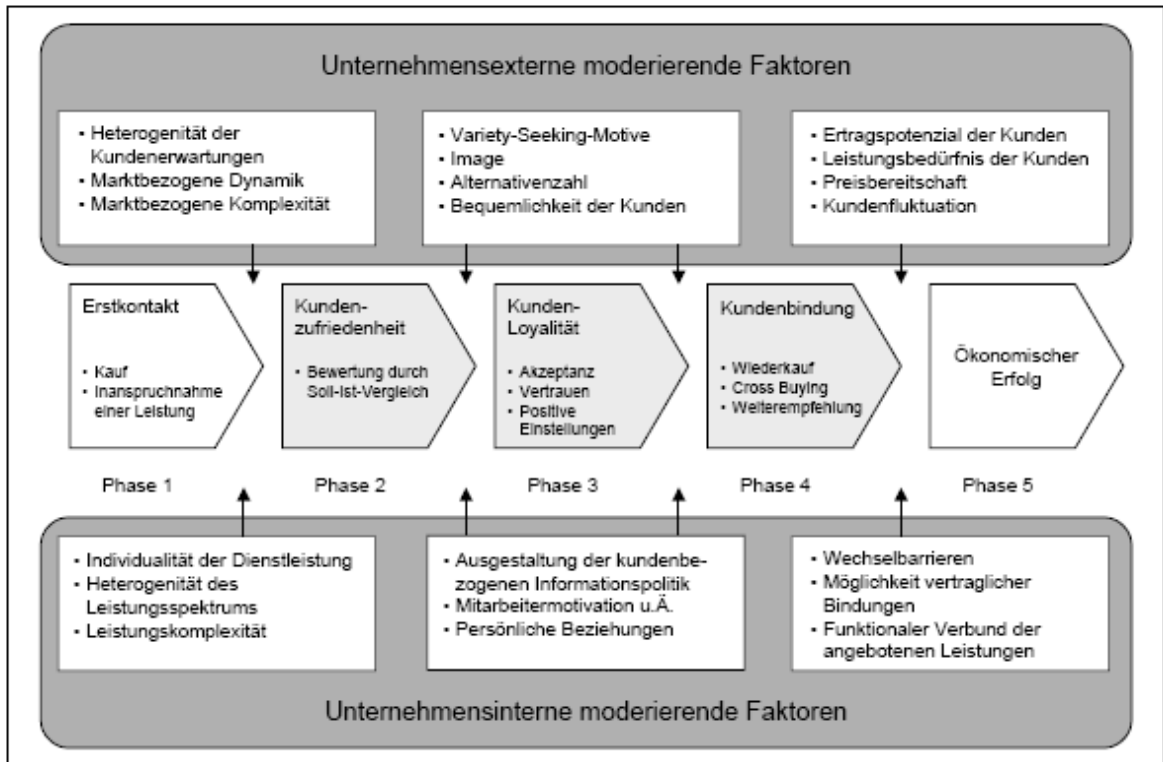 Unternehmensexterne moderierende Faktoren
▪ Heterogenität der
Kundenerwartungen
▪ Marktbezogene Dynamik
▪ Marktbezogene Komplexität
▪ Variety-Seeking-Motive
▪ Image
▪ Alternativenzahl
▪ Bequemlichkeit der Kunden
▪ Ertragspotenzial der Kunden
▪ Leistungsbedürfnis der Kunden
▪ Preisbereitschaft
▪ Kundenfluktuation
Erstkontakt
▪ Kauf
▪ Inanspruchnahme
einer Leistung
Kunden-
zufriedenheit
▪ Bewertung durch
Soll-Ist-Vergleich
Kunden-
Loyalität
▪ Akzeptanz
▪ Vertrauen
▪ Positive
Einstellungen
Kundenbindung
▪ Wiederkauf
▪ Cross Buying
▪ Weiterempfehlung
Ökonomischer
Erfolg
Phase 1
Phase 2
Phase 3
Phase 4
Phase 5
▪ Individualität der Dienstleistung
▪ Heterogenität des
Leistungsspektrums
▪ Leistungskomplexität
▪ Ausgestaltung der kundenbe-
zogenen Informationspolitik
▪ Mitarbeitermotivation u.Ä.
▪ Persönliche Beziehungen
▪ Wechselbarrieren
▪ Möglichkeit vertraglicher
Bindungen
▪ Funktionaler Verbund der
angebotenen Leistungen
Unternehmensinterne moderierende Faktoren